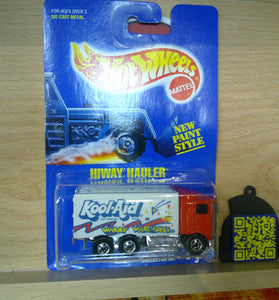 FOR AGES OVER 3
DIE CAST METAL
Hot Wheels
MATTEL
NEW
PAINT
STYLE
HIWAY HAULER
Kool-Aid